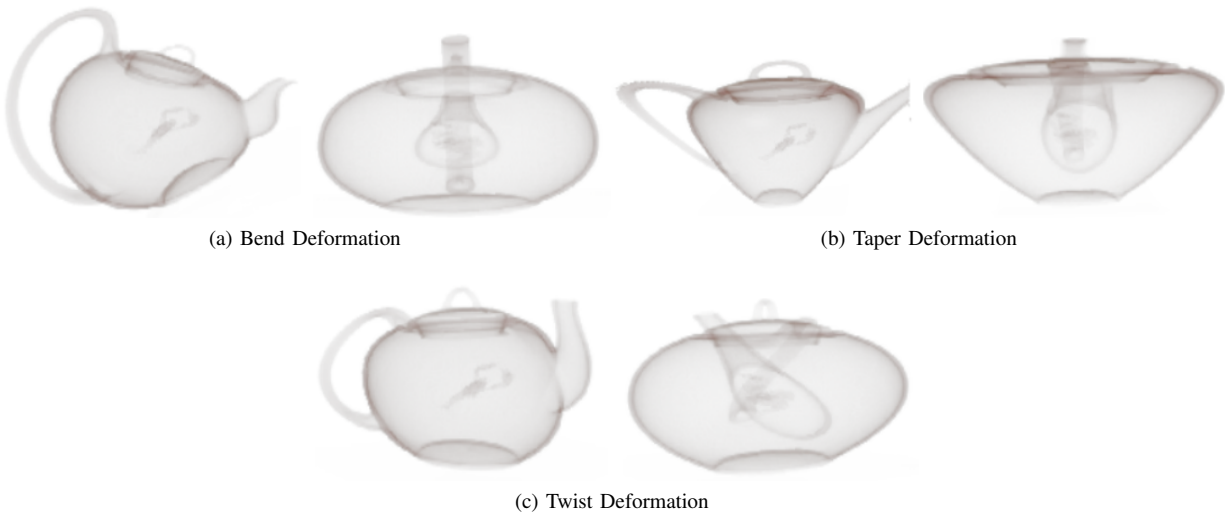 (a) Bend Deformation
(b) Taper Deformation
(c) Twist Deformation